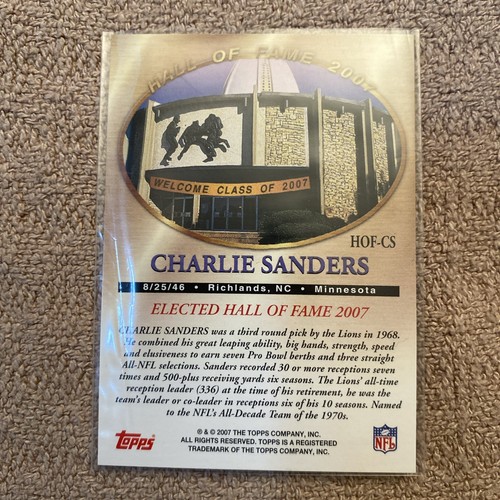 HALL OF FAME 2007
WELCOME CLASS OF 2007
HOF-CS
CHARLIE SANDERS
8/25/46 • Richlands, NC • Minnesota
ELECTED HALL OF FAME 2007
CHARLIE SANDERS was a third round pick by the Lions in 1968.
He combined his great leaping ability, big hands, strength, speed
and elusiveness to earn seven Pro Bowl berths and three straight
All-NFL selections. Sanders recorded 30 or more receptions seven
times and 500-plus receiving yards six seasons. The Lions' all-time
reception leader (336) at the time of his retirement, he was the
team's leader or co-leader in receptions six of his 10 seasons. Named
to the NFL's All-Decade Team of the 1970s.
® & © 2007 THE TOPPS COMPANY, INC.
ALL RIGHTS RESERVED. TOPPS IS A REGISTERED
TRADEMARK OF THE TOPPS COMPANY, INC.
topps
NFL